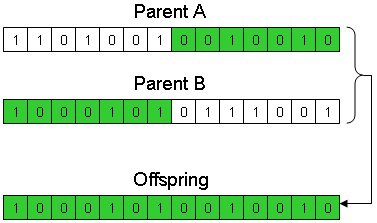 Parent A
1 1 0 1 0 0 1 0 0 1 0 0 1 0
Parent B
1 0 0 0 1 0 1 0 1 1 1 0 0 1
Offspring
1 0 0 0 1 0 1 0 0 1 0 0 1 0